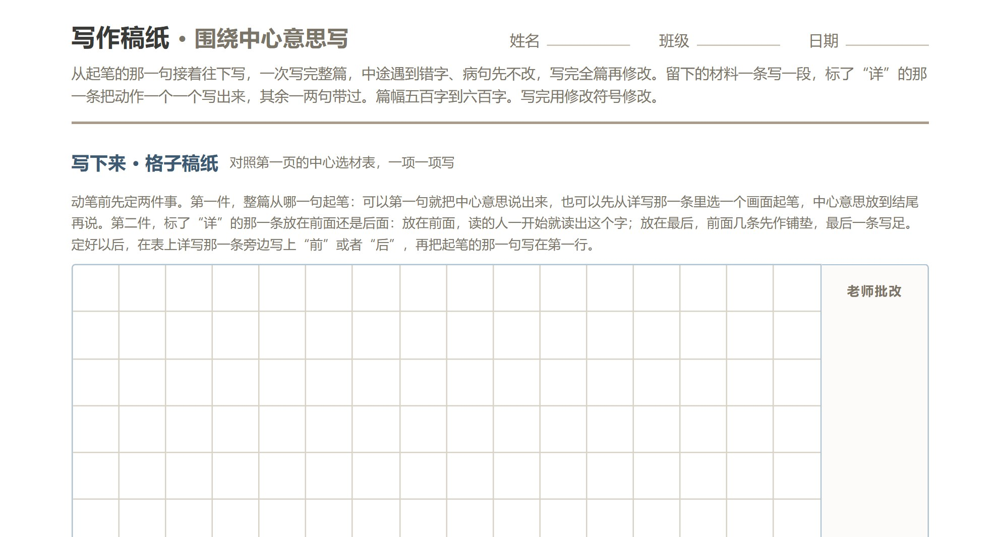 写作稿纸 · 围绕中心意思写 姓名 班级 日期
从起笔的那一句接着往下写，一次写完整篇，中途遇到错字、病句先不改，写完全篇再修改。留下的材料一条写一段，标了“详”的那
一条把动作一个一个写出来，其余一两句带过。篇幅五百字到六百字。写完用修改符号修改。
写下来 · 格子稿纸 对照第一页的中心选材表，一项一项写
动笔前先定两件事。第一件，整篇从哪一句起笔：可以第一句就把中心意思说出来，也可以先从详写那一条里选一个画面起笔，中心意思放到结尾
再说。第二件，标了“详”的那一条放在前面还是后面：放在前面，读的人一开始就读出这个字；放在最后，前面几条先作铺垫，最后一条写足。
定好以后，在表上详写那一条旁边写上“前”或者“后”，再把起笔的那一句写在第一行。
老师批改